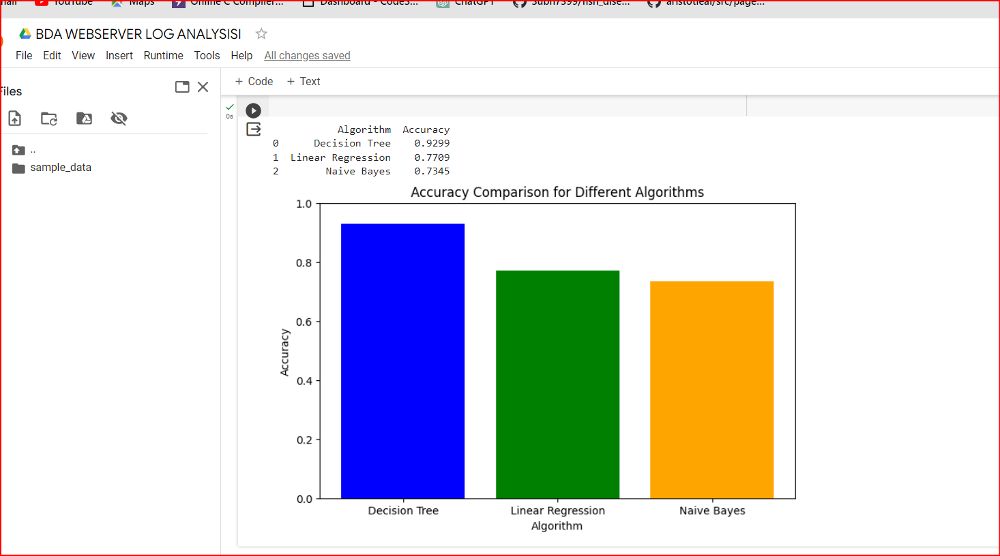 YouTube Maps Online C Compiler... Dashboard - CodeS... ChatGPT aristotleai/src/page...
BDA WEBSERVER LOG ANALYSISI
File Edit View Insert Runtime Tools Help All changes saved
Files
+ Code + Text
0s
..
sample_data
Algorithm Accuracy
0 Decision Tree 0.9299
1 Linear Regression 0.7709
2 Naive Bayes 0.7345
Accuracy Comparison for Different Algorithms
1.0
0.8
0.6
0.4
0.2
0.0
Accuracy
Decision Tree Linear Regression Naive Bayes
Algorithm